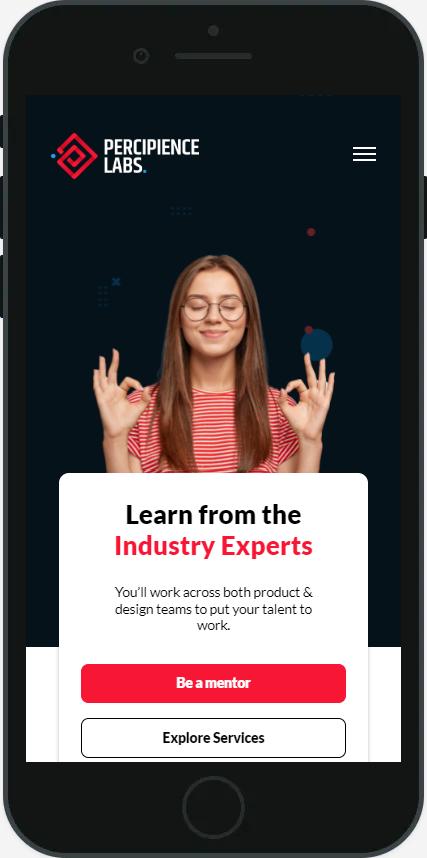 PERCIPIENCE
LABS.
Learn from the
Industry Experts
You'll work across both product &
design teams to put your talent to
work.
Be a mentor
Explore Services